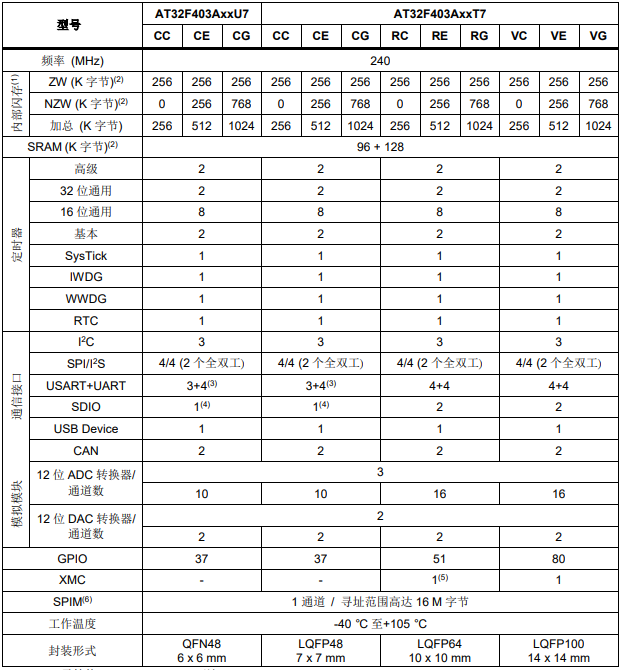 型号 AT32F403AxxU7 AT32F403AxxT7
CC CE CG CC CE CG RC RE RG VC VE VG
频率 (MHz) 240
内部闪存(1)
ZW (K 字节)(2) 256 256 256 256 256 256 256 256 256 256 256 256
NZW (K 字节)(2) 0 256 768 0 256 768 0 256 768 0 256 768
加总 (K 字节) 256 512 1024 256 512 1024 256 512 1024 256 512 1024
SRAM (K 字节)(2) 96 + 128
定时器
高级 2 2 2 2
32 位通用 2 2 2 2
16 位通用 8 8 8 8
基本 2 2 2 2
SysTick 1 1 1 1
IWDG 1 1 1 1
WWDG 1 1 1 1
RTC 1 1 1 1
通信接口
I2C 3 3 3 3
SPI/I2S 4/4 (2 个全双工) 4/4 (2 个全双工) 4/4 (2 个全双工) 4/4 (2 个全双工)
USART+UART 3+4(3) 3+4(3) 4+4 4+4
SDIO 1(4) 1(4) 2 2
USB Device 1 1 1 1
CAN 2 2 2 2
模拟模块
12 位 ADC 转换器/ 3
通道数 10 10 16 16
12 位 DAC 转换器/ 2
通道数 2 2 2 2
GPIO 37 37 51 80
XMC - - 1(5) 1
SPIM(6) 1 通道 / 寻址范围高达 16 M 字节
工作温度 -40 °C 至+105 °C
封装形式 QFN48 LQFP48 LQFP64 LQFP100
6 x 6 mm 7 x 7 mm 10 x 10 mm 14 x 14 mm